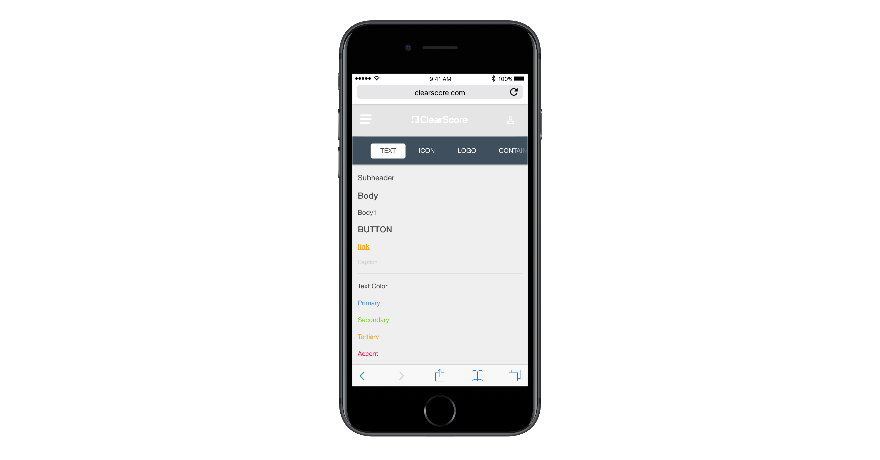 9:41 AM 100%
clearscore.com
ClearScore
TEXT ICON LOGO CONTAIN
Subheader
Body
Body1
BUTTON
link
Caption
Text Color
Primary
Secondary
Tertiary
Accent